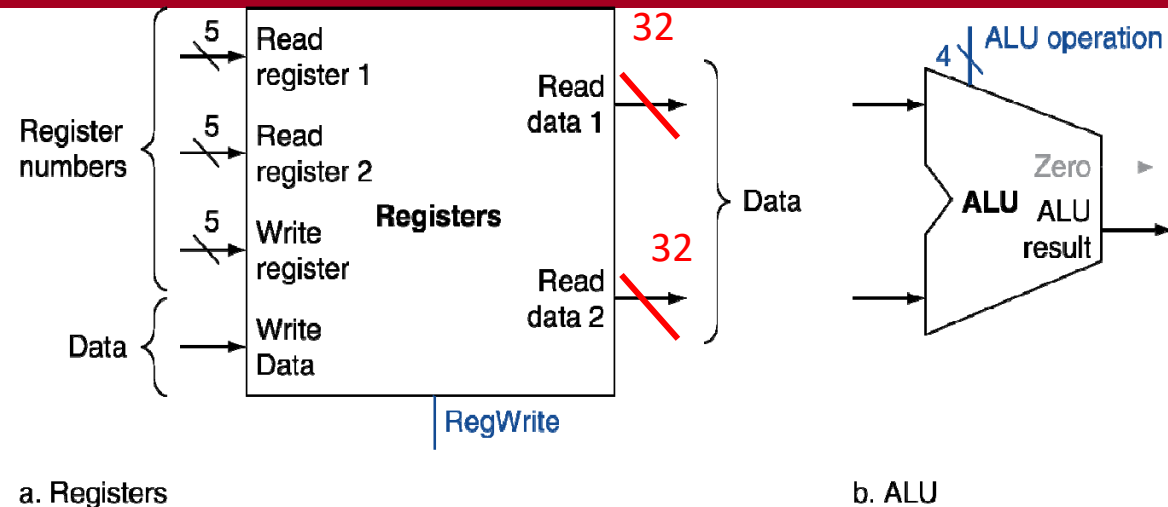 5
Read
register 1
32
Read
data 1
4
ALU operation
Register
numbers
5
Read
register 2
Zero
Registers
Data
ALU
ALU
result
5
Write
register
32
Read
data 2
Data
Write
Data
RegWrite
a. Registers
b. ALU